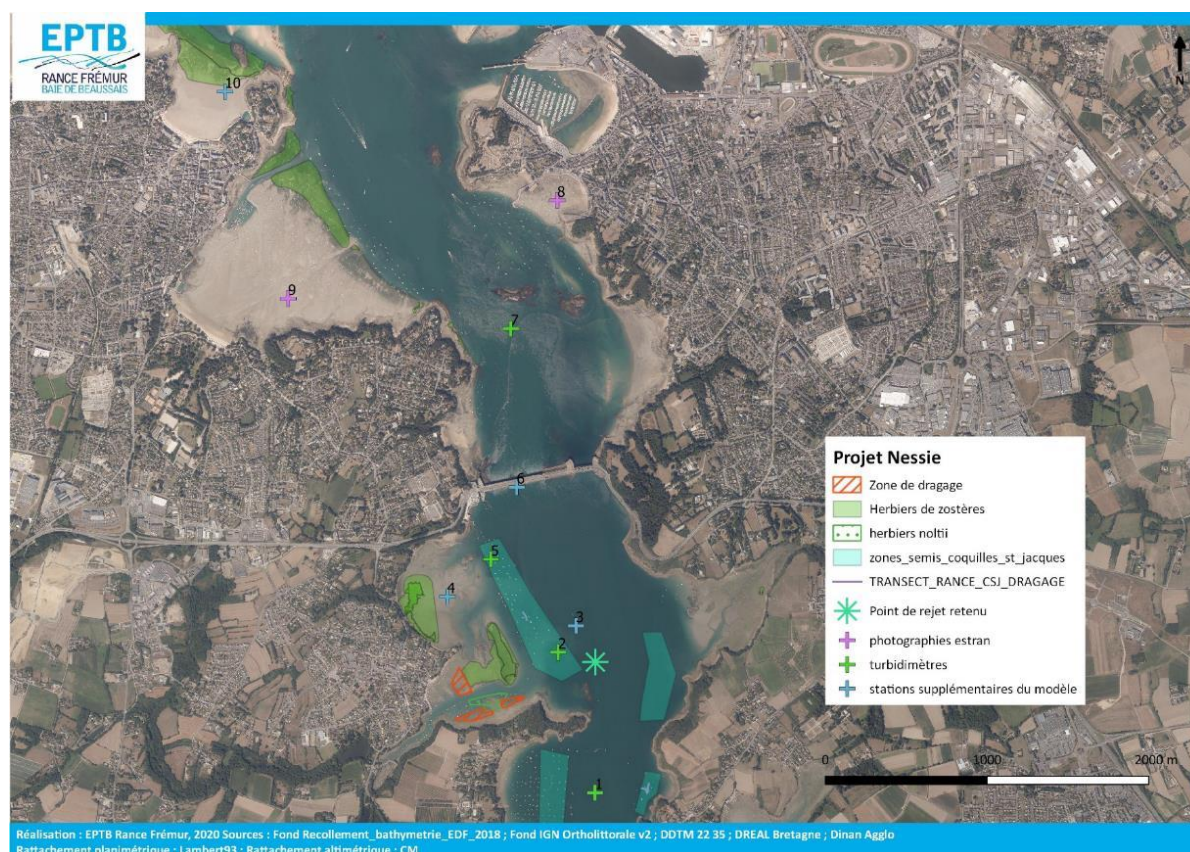 EPTB
RANCE FRÉMUR
BAIE DE BEAUSSAIS
N
10
8
9
7
6
5
4
3
2
1
Projet Nessie
Zone de dragage
Herbiers de zostères
herbiers noltii
zones_semis_coquilles_st_jacques
TRANSECT_RANCE_CSJ_DRAGAGE
Point de rejet retenu
photographies estran
turbidimètres
stations supplémentaires du modèle
0 1000 2000 m
Réalisation : EPTB Rance Frémur, 2020 Sources : Fond Recollement_bathymetrie_EDF_2018 ; Fond IGN Ortholittorale v2 ; DDTM 22 35 ; DREAL Bretagne ; Dinan Agglo
Rattachement planimétrique : Lambert93 ; Rattachement altimétrique : CM